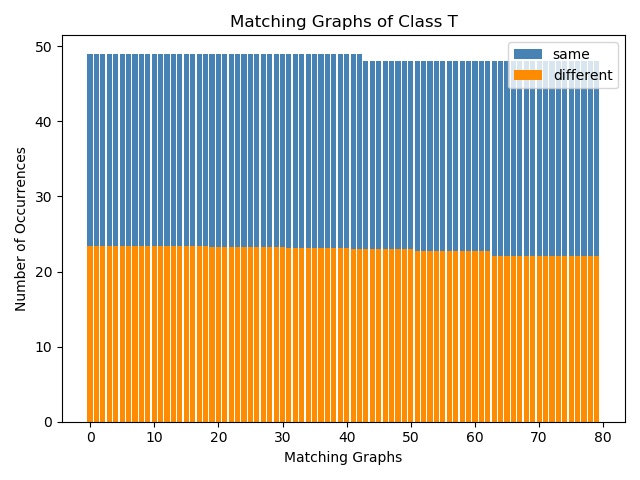 Matching Graphs of Class T
same
different
Number of Occurrences
50
40
30
20
10
0
0 10 20 30 40 50 60 70 80
Matching Graphs